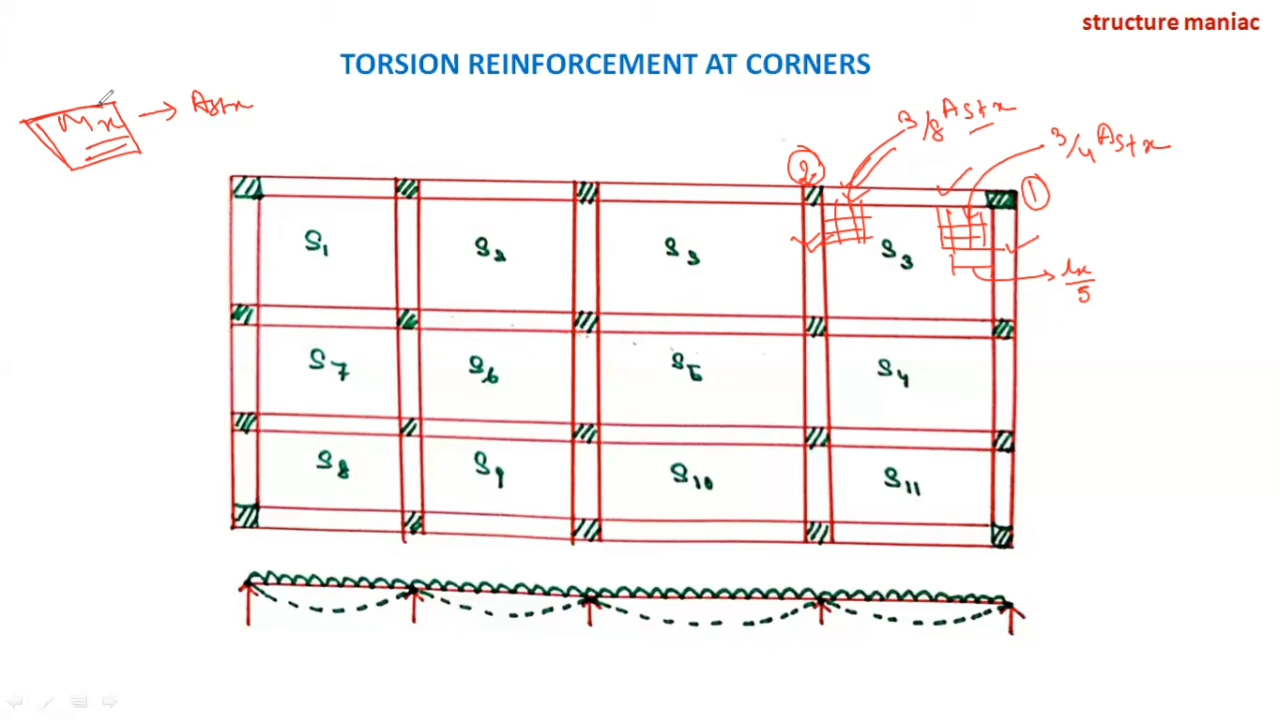 structure maniac
TORSION REINFORCEMENT AT CORNERS
Mx → Astx
3/8 Astx
3/4 Astx
2
1
S1 S2 S3 S3
lx/5
S7 S6 S5 S4
S8 S9 S10 S11